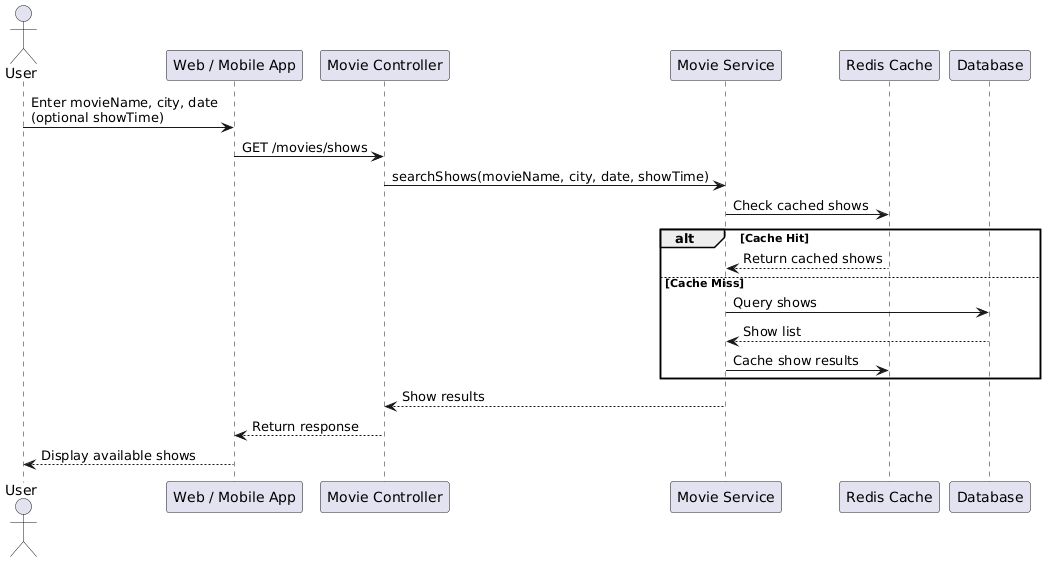 User
Web / Mobile App
Movie Controller
Movie Service
Redis Cache
Database
Enter movieName, city, date
(optional showTime)
GET /movies/shows
searchShows(movieName, city, date, showTime)
Check cached shows
alt
[Cache Hit]
Return cached shows
[Cache Miss]
Query shows
Show list
Cache show results
Show results
Return response
Display available shows
User
Web / Mobile App
Movie Controller
Movie Service
Redis Cache
Database